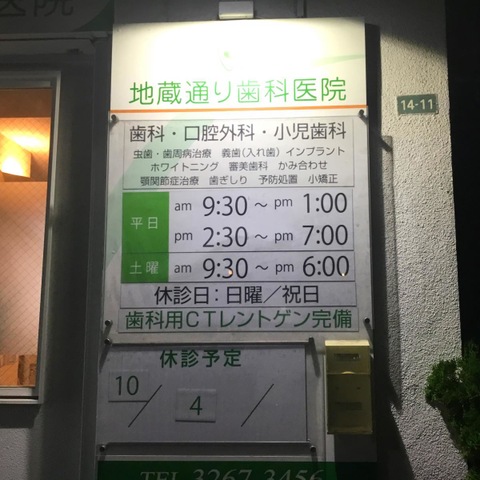 医院
地蔵通り歯科医院
14-11
歯科・口腔外科・小児歯科
虫歯・歯周病治療 義歯(入れ歯) インプラント
ホワイトニング 審美歯科 かみ合わせ
顎関節症治療 歯ぎしり 予防処置 小矯正
平日 am 9:30 ~ pm 1:00
pm 2:30 ~ pm 7:00
土曜 am 9:30 ~ pm 6:00
休診日:日曜/祝日
歯科用CTレントゲン完備
休診予定
10/4 /
TEL 3267-3456